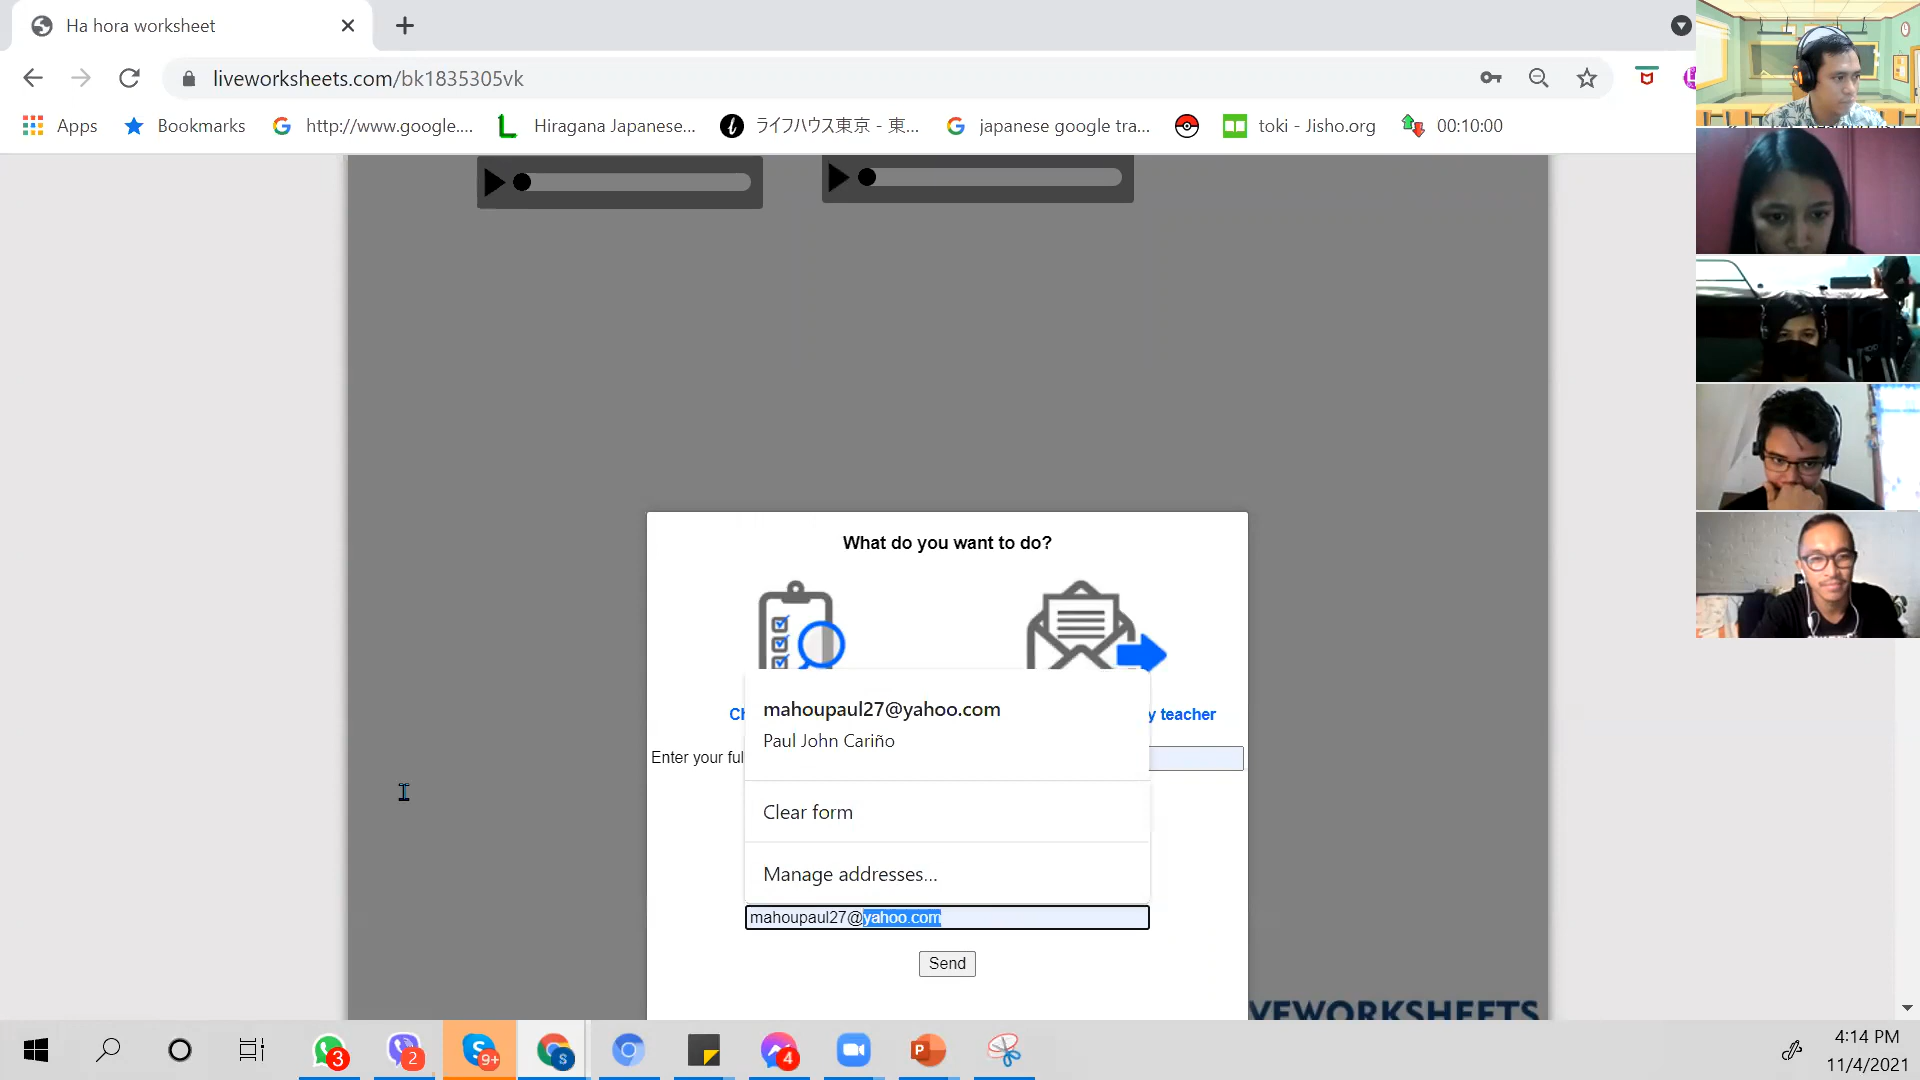 Ha hora worksheet
liveworksheets.com/bk1835305vk
Apps
Bookmarks
http://www.google....
Hiragana Japanese...
ライフハウス東京 - 東...
japanese google tra...
toki - Jisho.org
00:10:00
What do you want to do?
Ch
y teacher
mahoupaul27@yahoo.com
Paul John Cariño
Enter your ful
Clear form
Manage addresses...
mahoupaul27@yahoo.com
Send
VEWORKSHEETS
3
2
9+
S
4
P
4:14 PM
11/4/2021